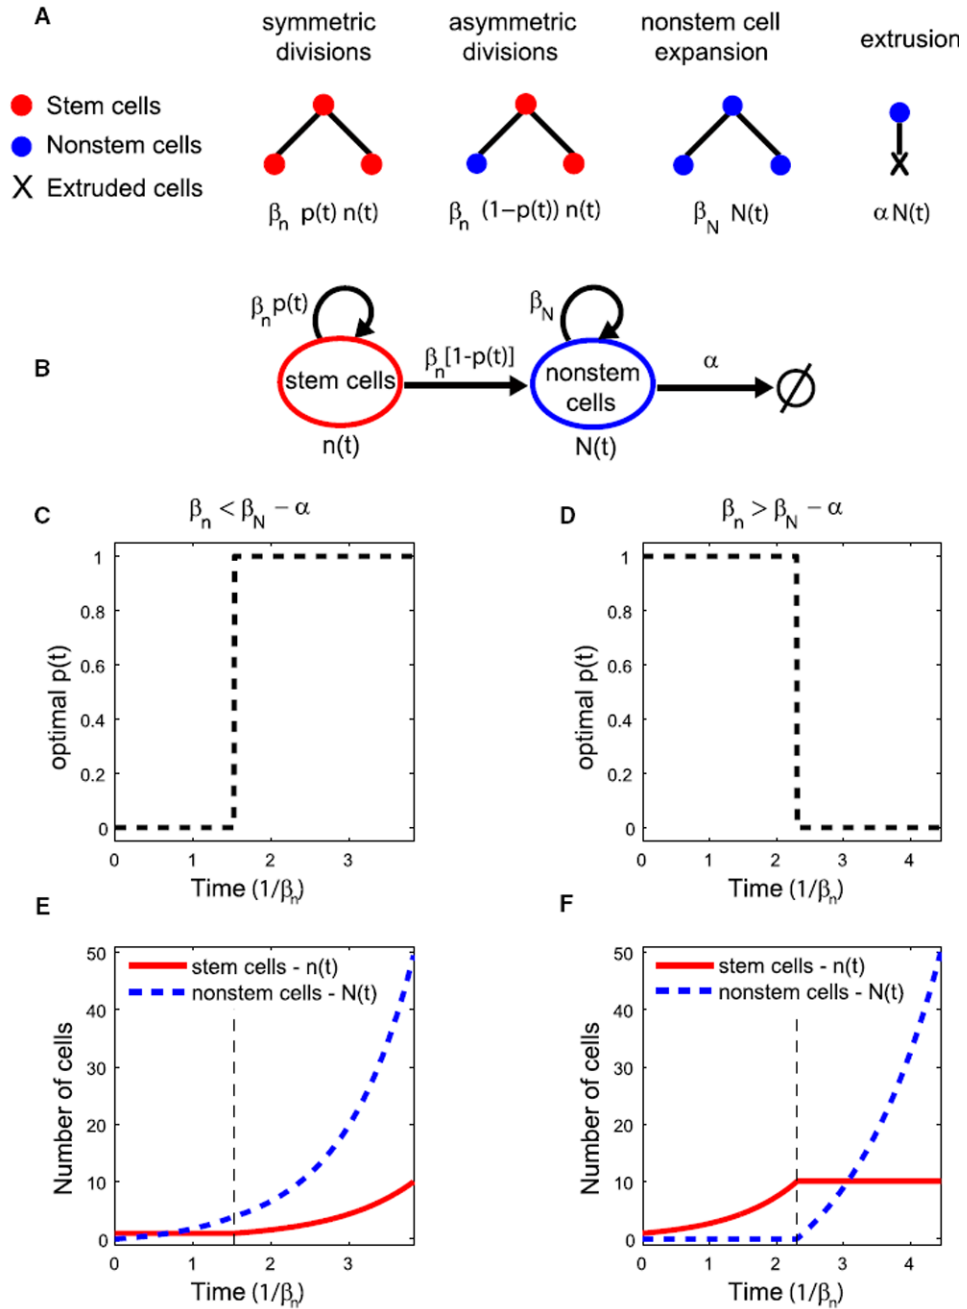 A
symmetric divisions
asymmetric divisions
nonstem cell expansion
extrusion
Stem cells
Nonstem cells
X Extruded cells
βn p(t) n(t)
βn (1−p(t)) n(t)
βN N(t)
α N(t)
B
βn p(t)
stem cells
n(t)
βn[1-p(t)]
βN
nonstem cells
N(t)
α
∅
C
βn < βN − α
optimal p(t)
1
0.8
0.6
0.4
0.2
0
0 1 2 3
Time (1/βn)
D
βn > βN − α
optimal p(t)
1
0.8
0.6
0.4
0.2
0
0 1 2 3 4
Time (1/βn)
E
Number of cells
50
40
30
20
10
0
stem cells - n(t)
nonstem cells - N(t)
0 1 2 3
Time (1/βn)
F
Number of cells
50
40
30
20
10
0
stem cells - n(t)
nonstem cells - N(t)
0 1 2 3 4
Time (1/βn)